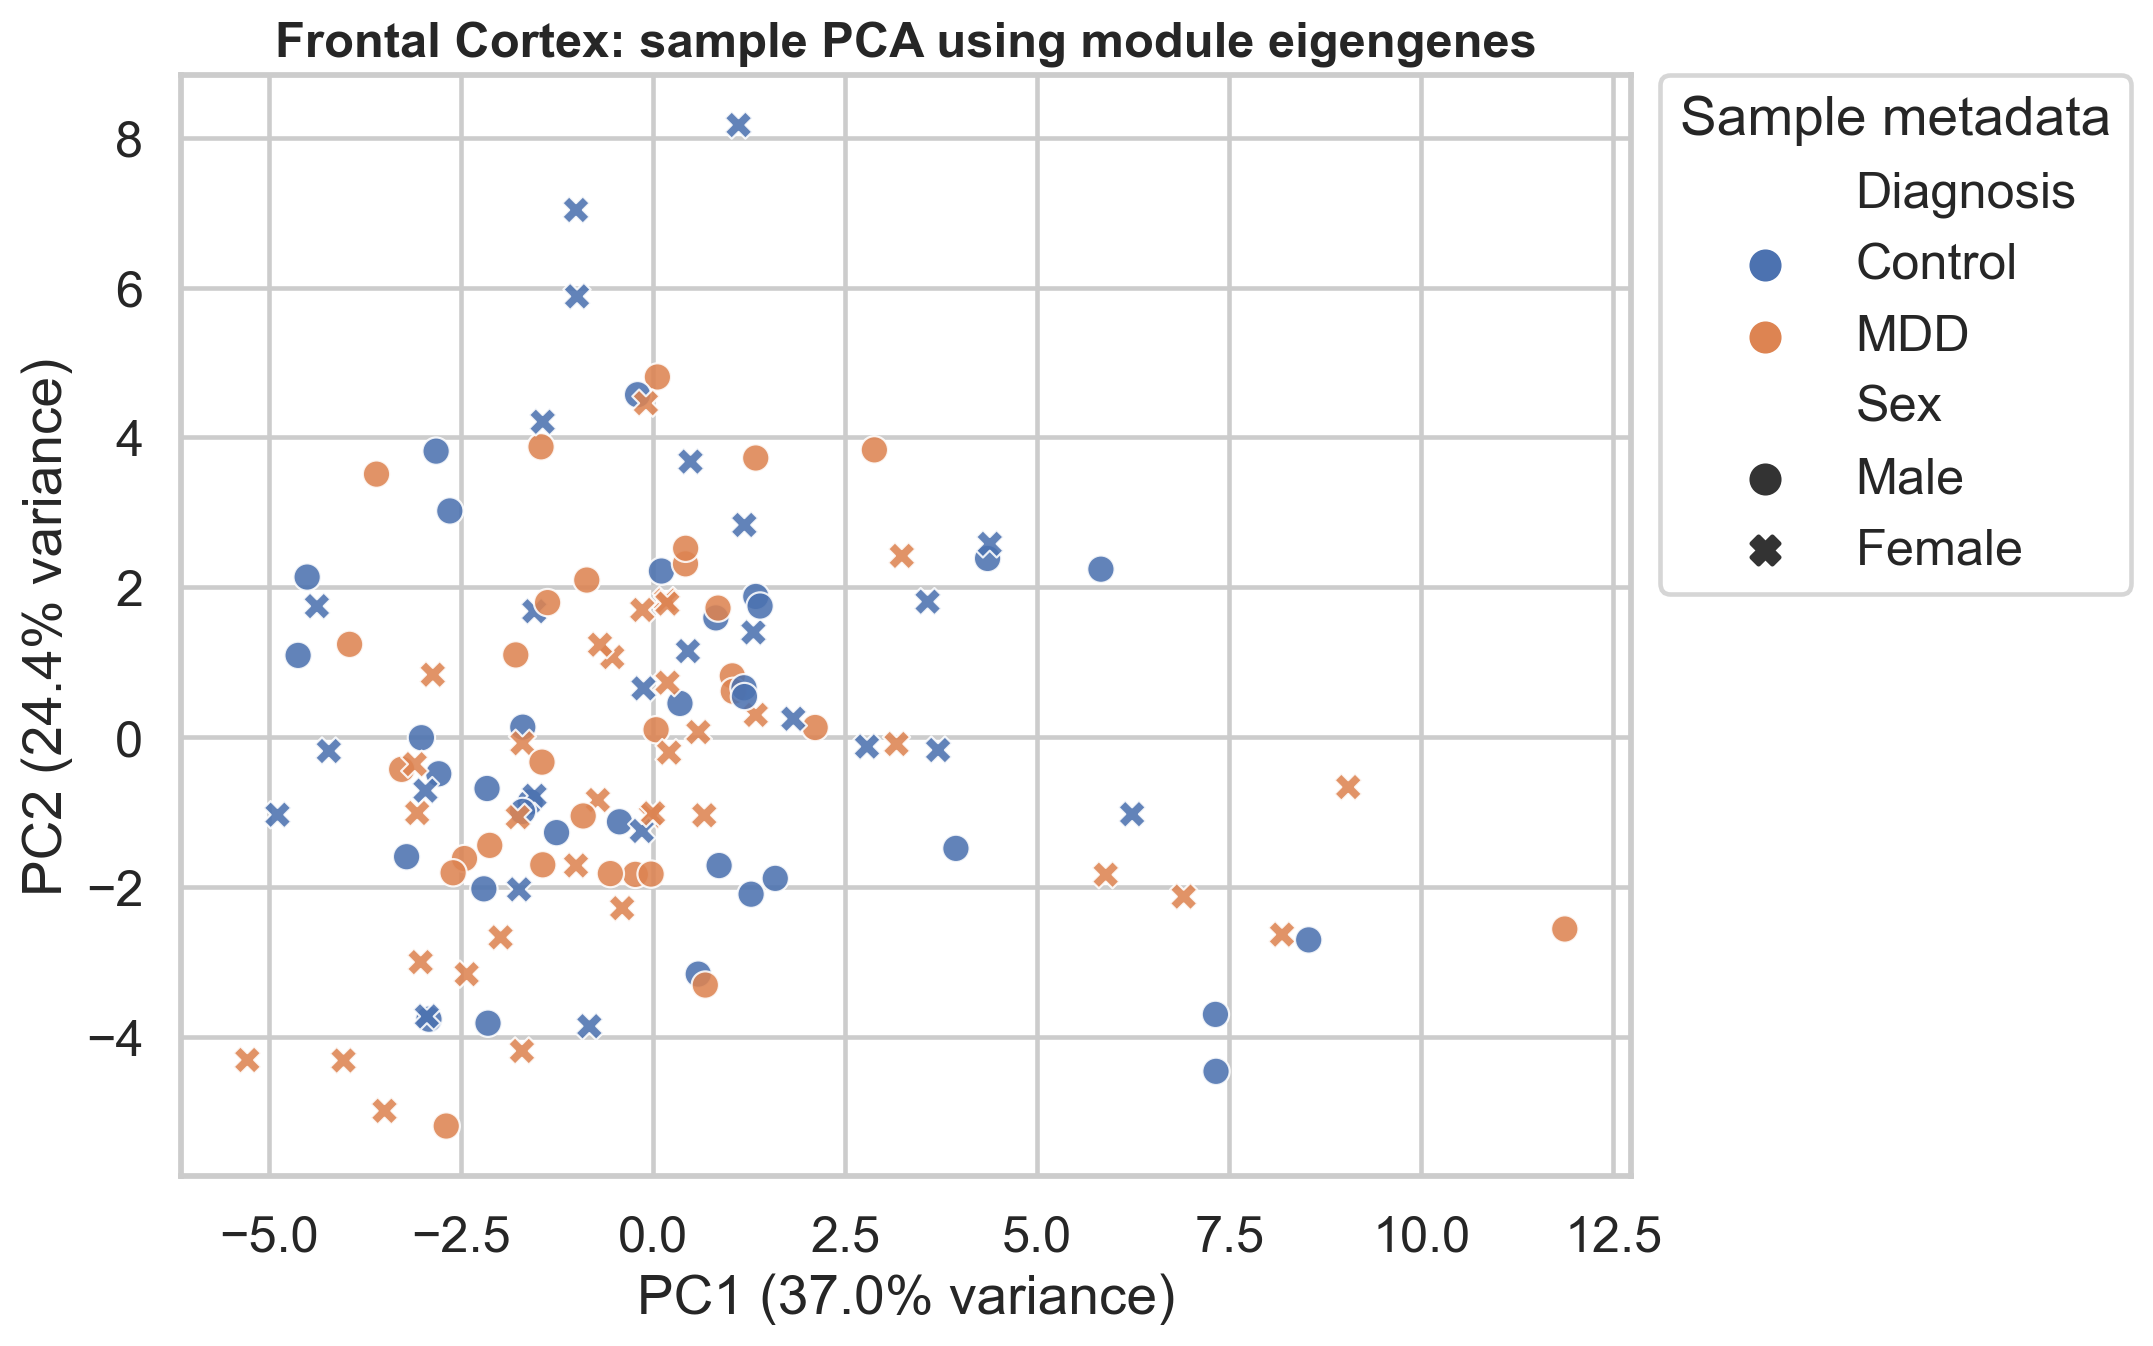 Frontal Cortex: sample PCA using module eigengenes
Sample metadata
Diagnosis
Control
MDD
Sex
Male
Female
PC2 (24.4% variance)
8
6
4
2
0
−2
−4
−5.0 −2.5 0.0 2.5 5.0 7.5 10.0 12.5
PC1 (37.0% variance)